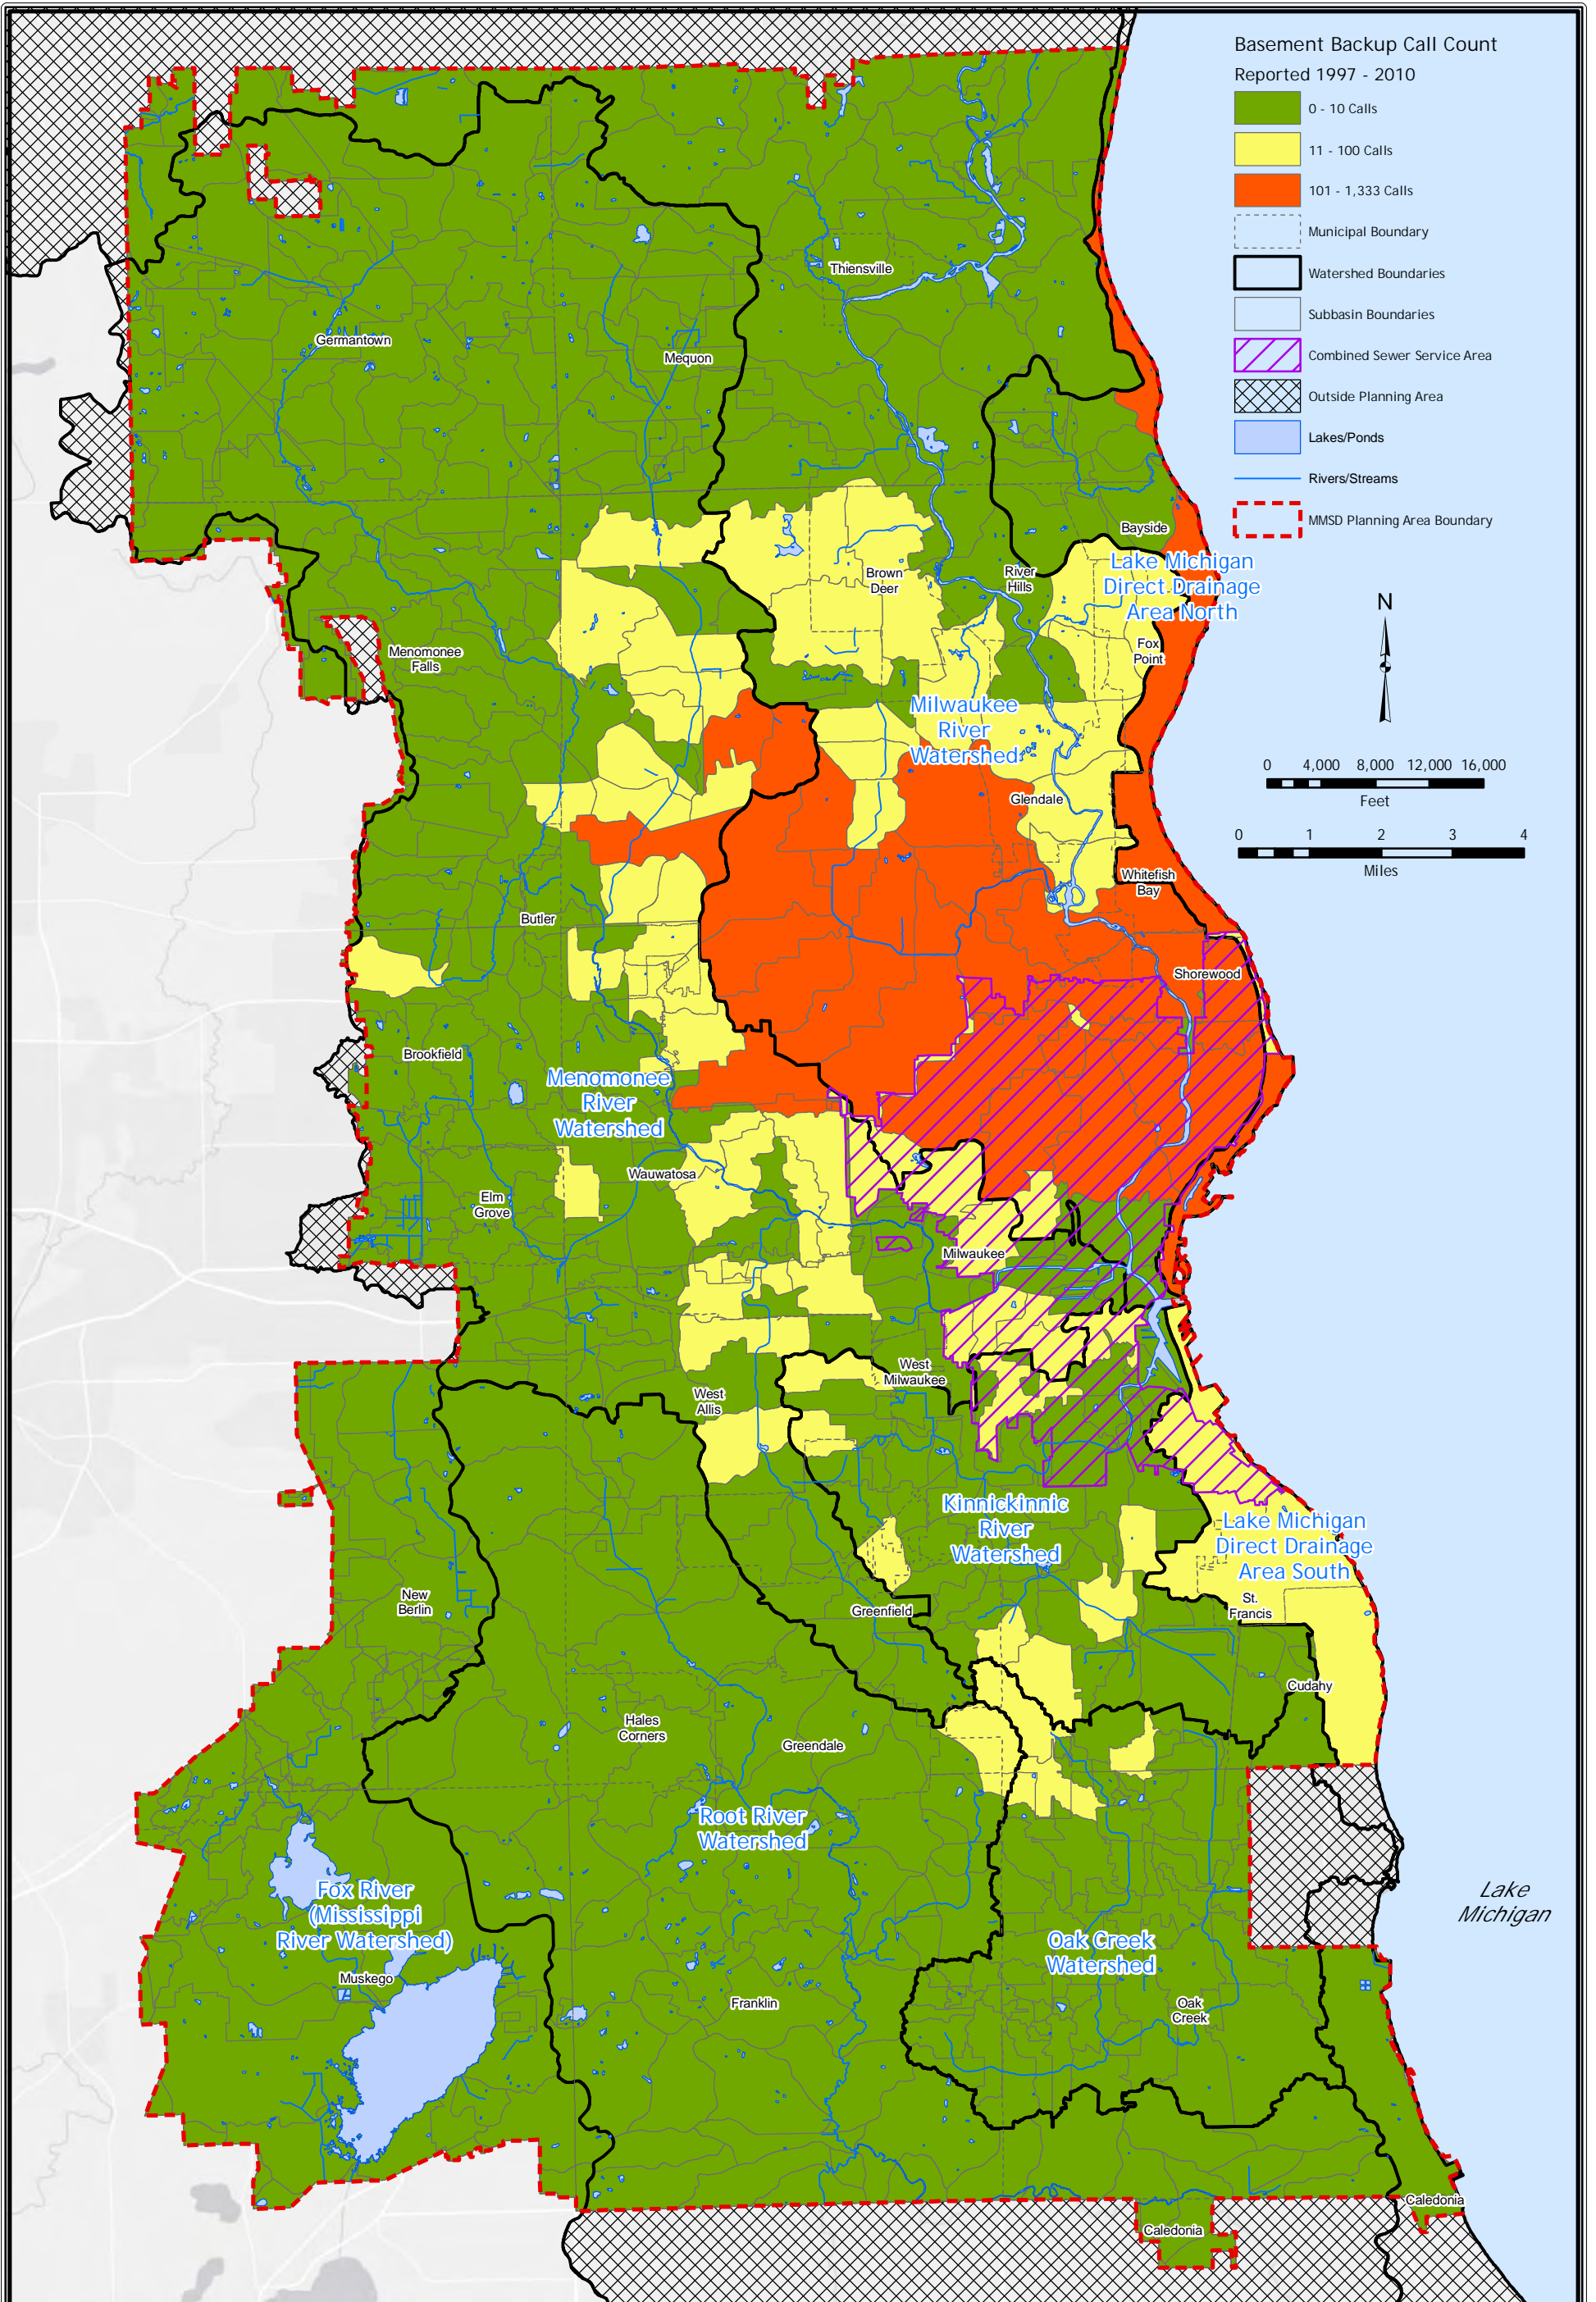 Basement Backup Call Count
Reported 1997 - 2010
0 - 10 Calls
11 - 100 Calls
101 - 1,333 Calls
Municipal Boundary
Watershed Boundaries
Subbasin Boundaries
Combined Sewer Service Area
Outside Planning Area
Lakes/Ponds
Rivers/Streams
MMSD Planning Area Boundary
N
0 4,000 8,000 12,000 16,000
Feet
0 1 2 3 4
Miles
Thiensville
Germantown
Mequon
Bayside
Lake Michigan
Direct Drainage
Area North
Brown
Deer
River
Hills
Fox
Point
Menomonee
Falls
Milwaukee
River
Watershed
Glendale
Whitefish
Bay
Butler
Shorewood
Brookfield
Menomonee
River
Watershed
Wauwatosa
Elm
Grove
Milwaukee
West
Milwaukee
West
Allis
Kinnickinnic
River
Watershed
Lake Michigan
Direct Drainage
Area South
New
Berlin
Greenfield
St.
Francis
Cudahy
Hales
Corners
Greendale
Root River
Watershed
Fox River
(Mississippi
River Watershed)
Lake
Michigan
Oak Creek
Watershed
Muskego
Franklin
Oak
Creek
Caledonia
Caledonia